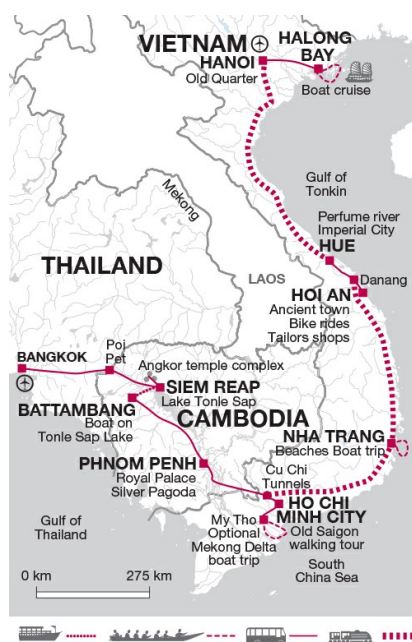 VIETNAM
HANOI
Old Quarter
HALONG
BAY
Boat cruise
Gulf of
Tonkin
Mekong
Perfume river
Imperial City
HUE
THAILAND
LAOS
Danang
HOI AN
Ancient town
Bike rides
Tailors shops
BANGKOK
Poi
Pet
Angkor temple complex
SIEM REAP
Lake Tonle Sap
BATTAMBANG
Boat on
Tonle Sap Lake
CAMBODIA
NHA TRANG
Beaches Boat trip
PHNOM PENH
Royal Palace
Silver Pagoda
Cu Chi
Tunnels
HO CHI
MINH CITY
Old Saigon
walking tour
My Tho
Optional
Mekong Delta
boat trip
Gulf of
Thailand
South
China Sea
0 km
275 km